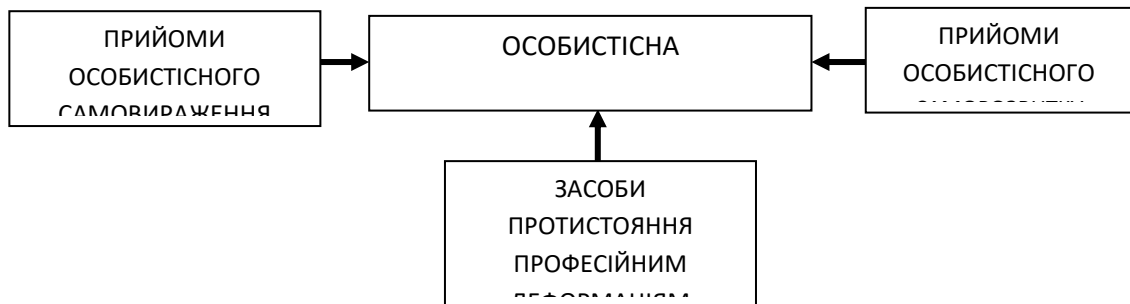 ПРИЙОМИ
ОСОБИСТІСНОГО
САМОВИРАЖЕННЯ
ОСОБИСТІСНА
ПРИЙОМИ
ОСОБИСТІСНОГО
ЗАСОБИ
ПРОТИСТОЯННЯ
ПРОФЕСІЙНИМ
ДЕФОРМАЦІЯМ